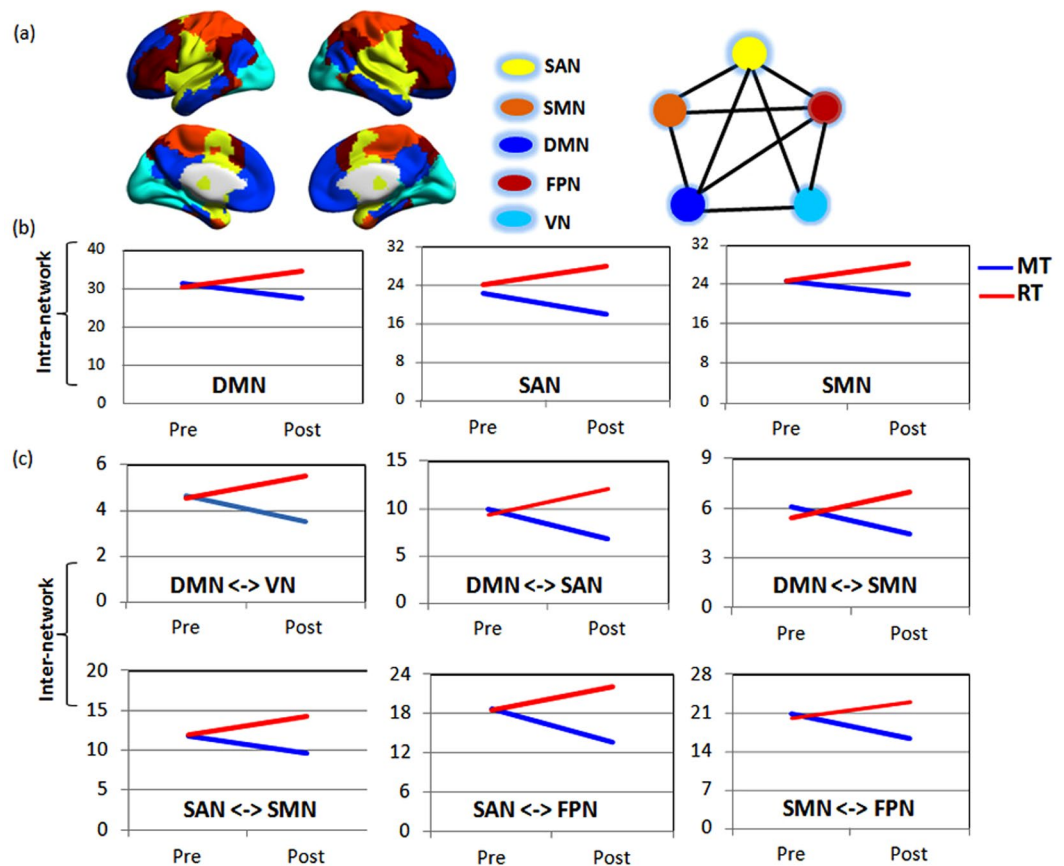 (a)
SAN
SMN
DMN
FPN
VN
(b)
Intra-network
40
30
20
10
0
DMN
Pre Post
32
24
16
8
0
SAN
Pre Post
32
24
16
8
0
SMN
Pre Post
MT
RT
(c)
Inter-network
6
4
2
0
DMN <-> VN
Pre Post
15
10
5
0
DMN <-> SAN
Pre Post
9
6
3
0
DMN <-> SMN
Pre Post
20
15
10
5
0
SAN <-> SMN
Pre Post
24
18
12
6
0
SAN <-> FPN
Pre Post
28
21
14
7
0
SMN <-> FPN
Pre Post